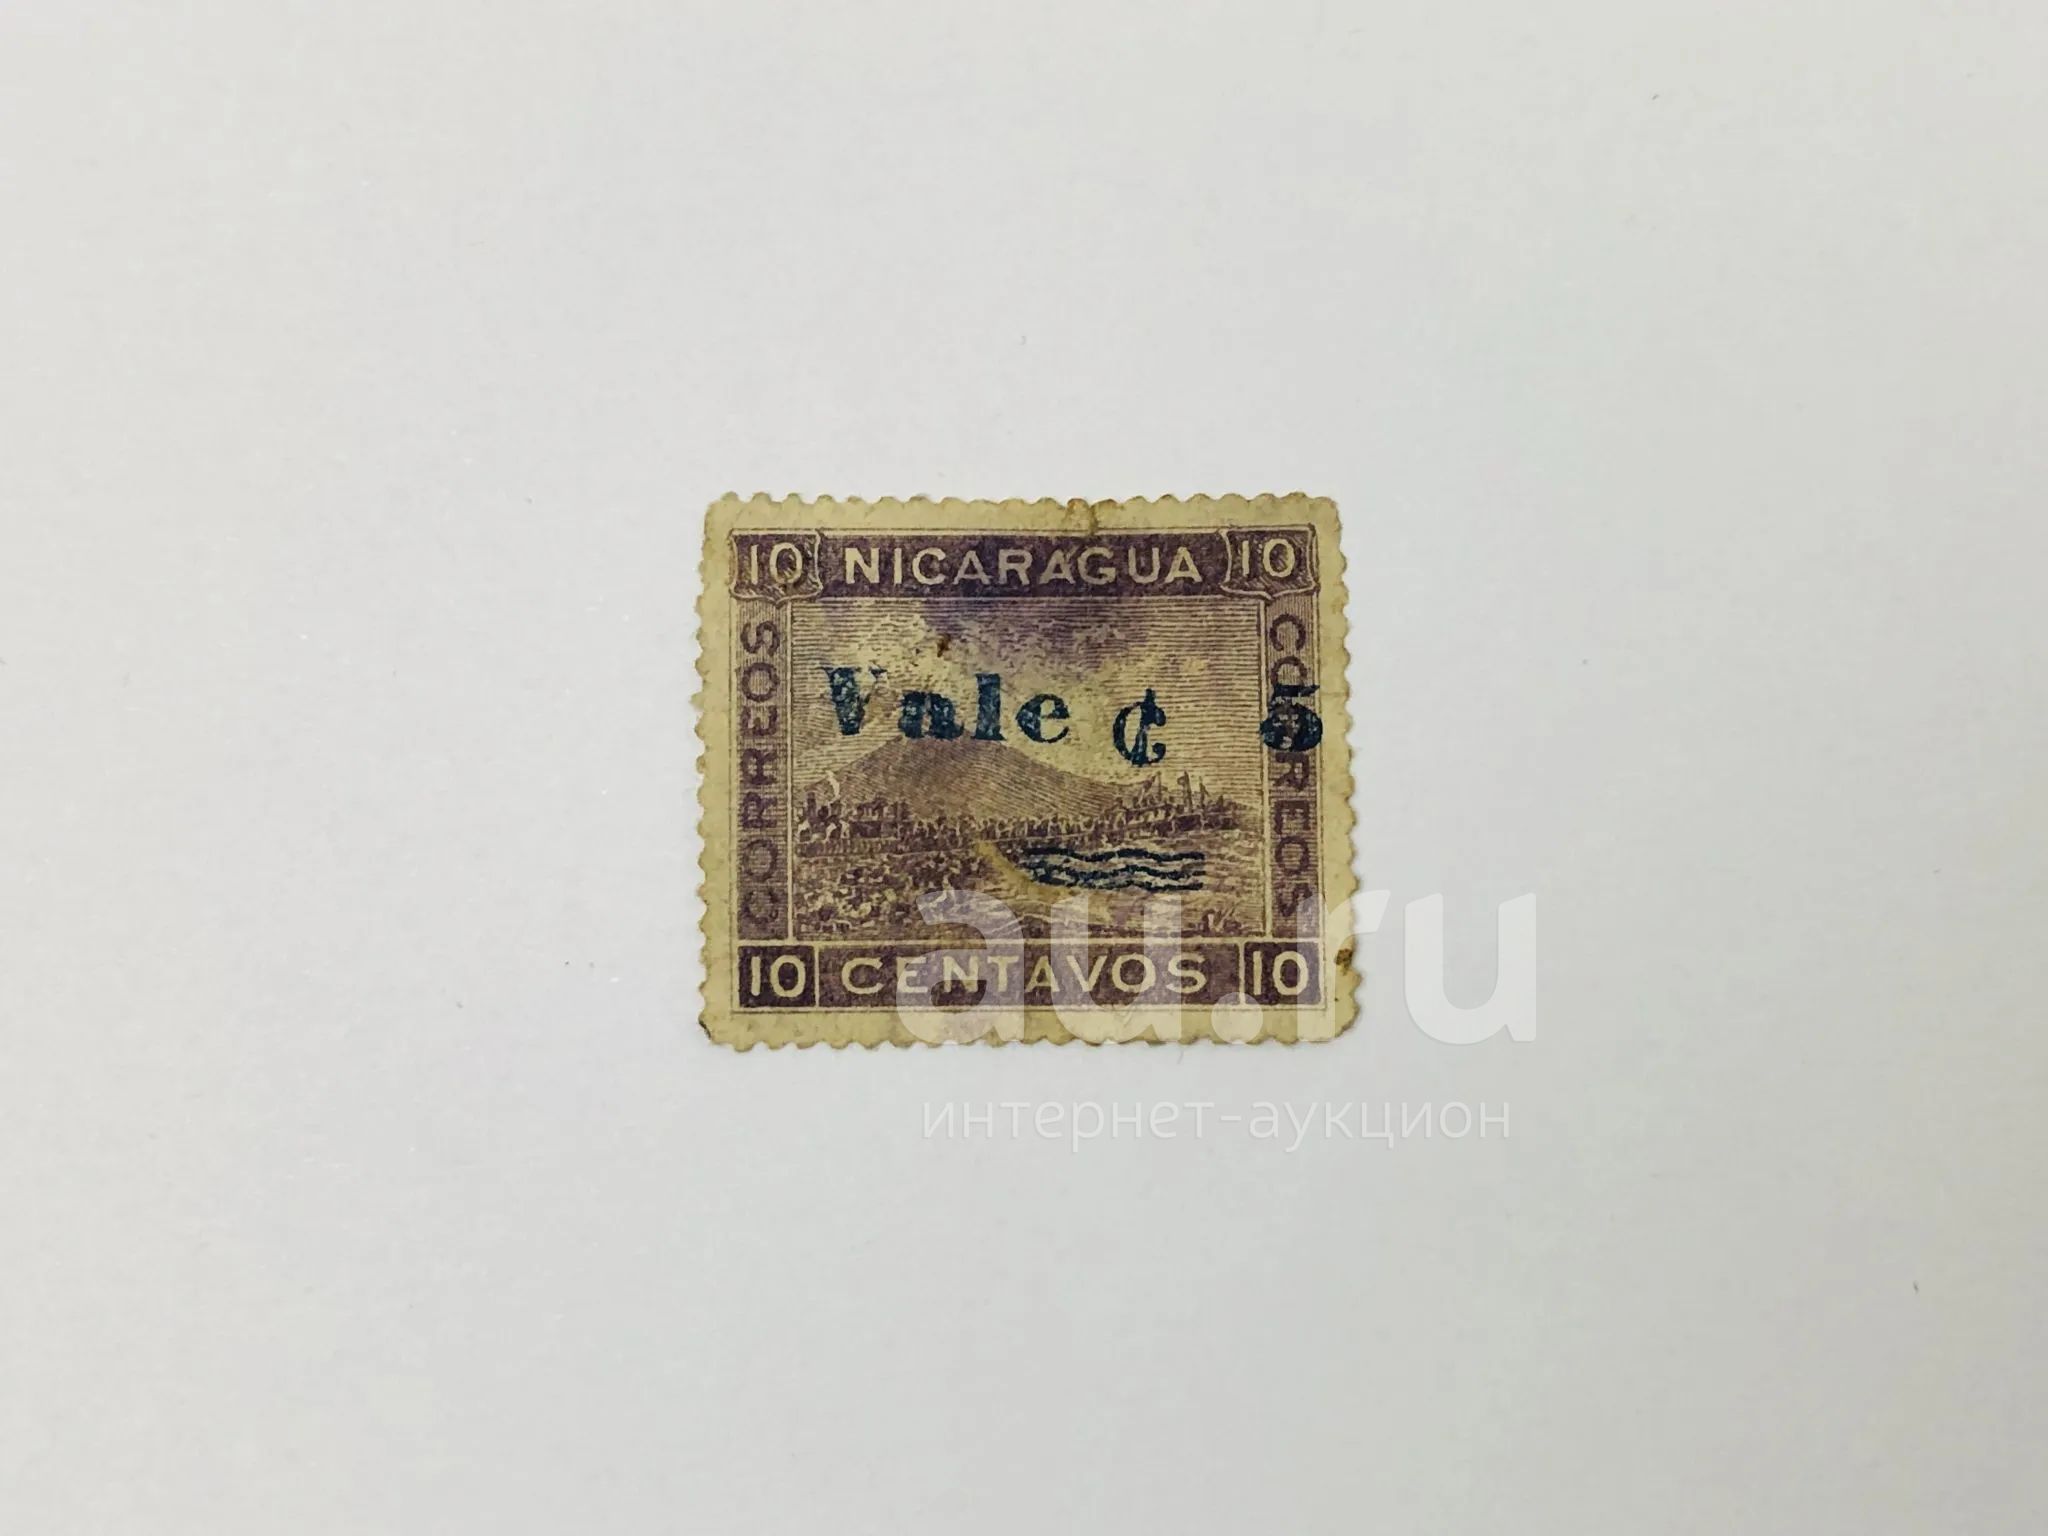 10 NICARAGUA 10
CORREOS
CORREOS
Vale ₵ 5
10 CENTAVOS 10
au.ru
интернет-аукцион